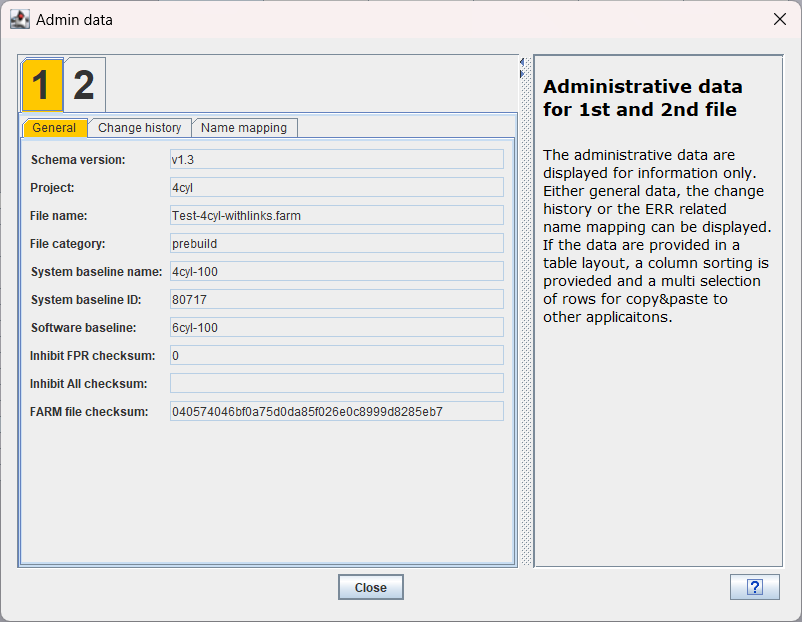 Admin data
1 2
General Change history Name mapping
Schema version: v1.3
Project: 4cyl
File name: Test-4cyl-withlinks.farm
File category: prebuild
System baseline name: 4cyl-100
System baseline ID: 80717
Software baseline: 6cyl-100
Inhibit FPR checksum: 0
Inhibit All checksum:
FARM file checksum: 040574046bf0a75d0da85f026e0c8999d8285eb7
Administrative data
for 1st and 2nd file
The administrative data are
displayed for information only.
Either general data, the change
history or the ERR related
name mapping can be displayed.
If the data are provided in a
table layout, a column sorting is
provieded and a multi selection
of rows for copy&paste to
other applicaitons.
Close
?